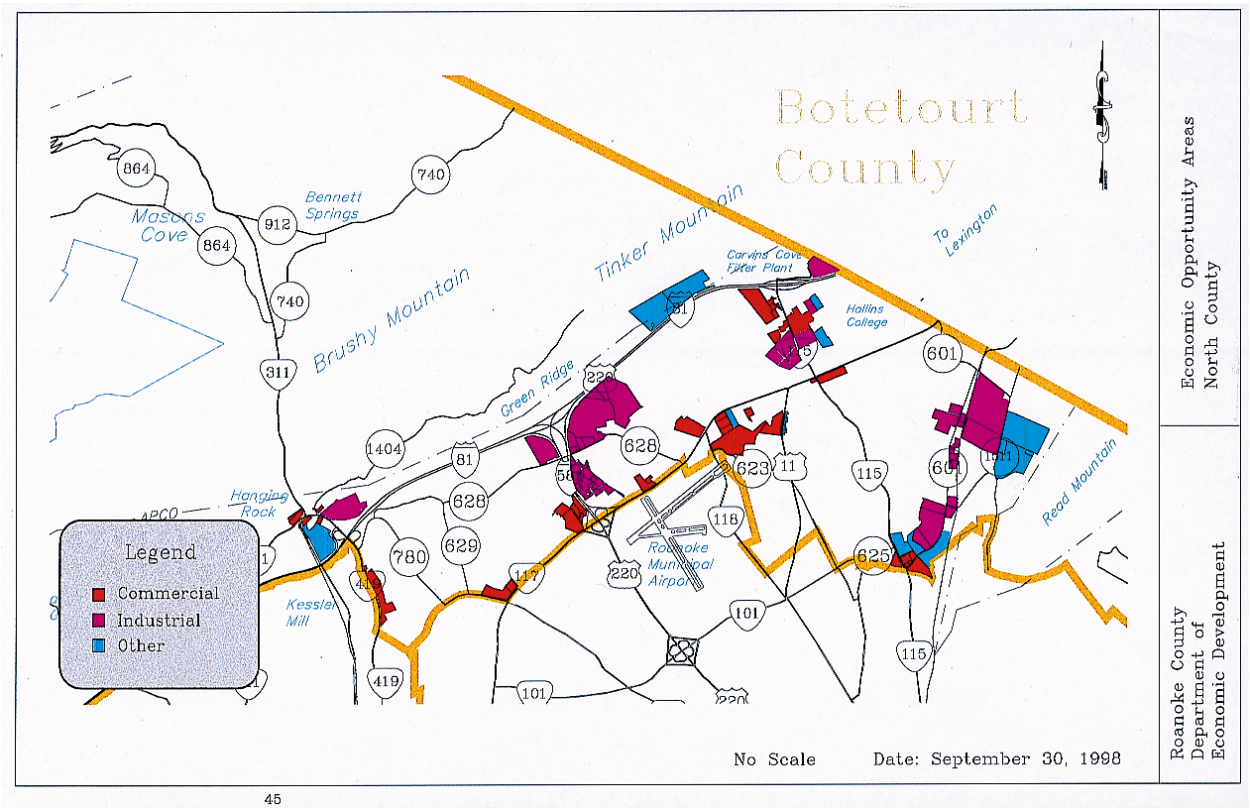 Botetourt
County
864
740
Bennett
Springs
Masons
Cove
912
864
Tinker Mountain
To
Lexington
Carvins Cove
Filter Plant
740
81
Hollins
College
Brushy Mountain
601
311
220
Green Ridge
1404
81
628
623
11
115
601
Read Mountain
Hanging
Rock
628
APCO
118
780
629
625
Roanoke
Municipal
Airport
117
220
419
Kessler
Mill
101
115
419
101
220
Legend
Commercial
Industrial
Other
No Scale
Date: September 30, 1998
Economic Opportunity Areas
North County
Roanoke County
Department of
Economic Development
45